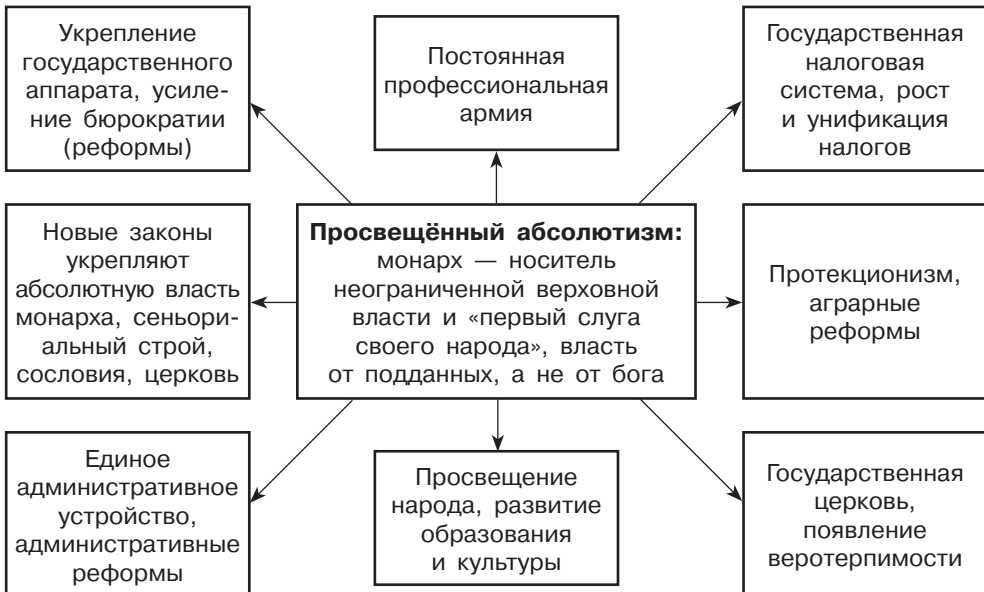 Укрепление
государственного
аппарата, усиле-
ние бюрократии
(реформы)
Постоянная
профессиональная
армия
Государственная
налоговая
система, рост
и унификация
налогов
Новые законы
укрепляют
абсолютную власть
монарха, сеньори-
альный строй,
сословия, церковь
Просвещённый абсолютизм:
монарх — носитель
неограниченной верховной
власти и «первый слуга
своего народа», власть
от подданных, а не от бога
Протекционизм,
аграрные
реформы
Единое
административное
устройство,
административные
реформы
Просвещение
народа, развитие
образования
и культуры
Государственная
церковь,
появление
веротерпимости